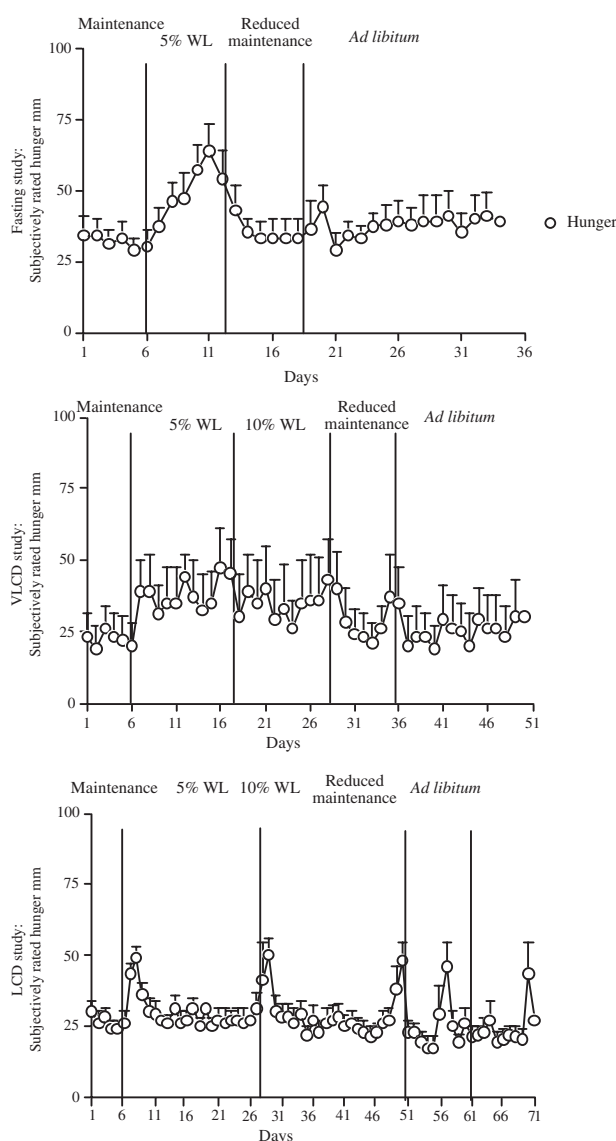 Maintenance
5% WL
Reduced
maintenance
Ad libitum
100
75
50
25
0
Fasting study:
Subjectively rated hunger mm
Hunger
1 6 11 16 21 26 31 36
Days
Maintenance
5% WL
10% WL
Reduced
maintenance
Ad libitum
100
75
50
25
0
VLCD study:
Subjectively rated hunger mm
1 6 11 16 21 26 31 36 41 46 51
Days
Maintenance
5% WL
10% WL
Reduced
maintenance
Ad libitum
100
75
50
25
0
LCD study:
Subjectively rated hunger mm
1 6 11 16 21 26 31 36 41 46 51 56 61 66 71
Days